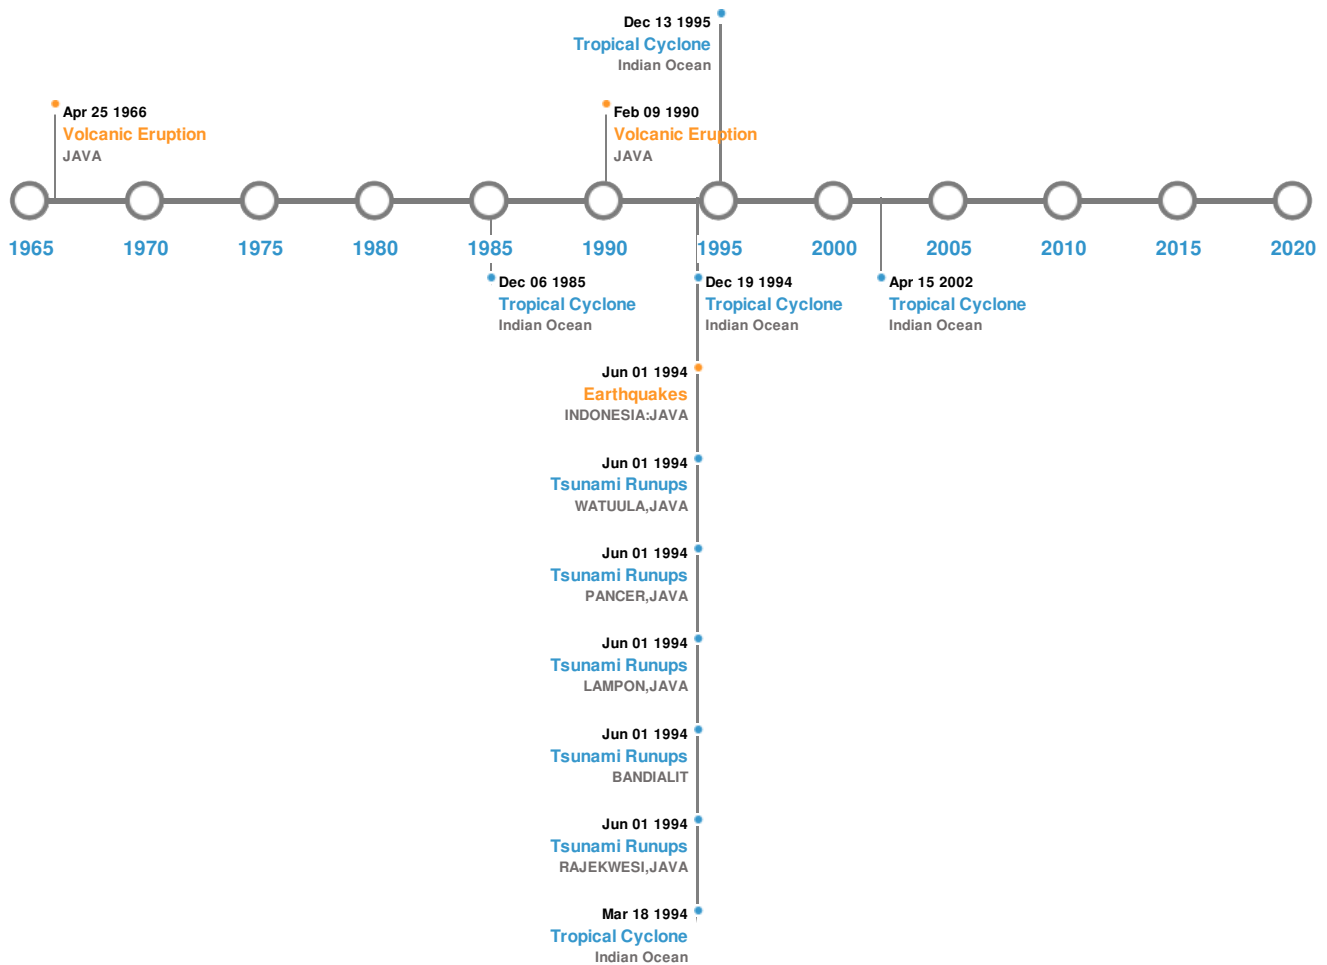 Dec 13 1995
Tropical Cyclone
Indian Ocean
Apr 25 1966
Volcanic Eruption
JAVA
Feb 09 1990
Volcanic Eruption
JAVA
1965 1970 1975 1980 1985 1990 1995 2000 2005 2010 2015 2020
Dec 06 1985
Tropical Cyclone
Indian Ocean
Dec 19 1994
Tropical Cyclone
Indian Ocean
Apr 15 2002
Tropical Cyclone
Indian Ocean
Jun 01 1994
Earthquakes
INDONESIA:JAVA
Jun 01 1994
Tsunami Runups
WATUULA,JAVA
Jun 01 1994
Tsunami Runups
PANCER,JAVA
Jun 01 1994
Tsunami Runups
LAMPON,JAVA
Jun 01 1994
Tsunami Runups
BANDIALIT
Jun 01 1994
Tsunami Runups
RAJEKWESI,JAVA
Mar 18 1994
Tropical Cyclone
Indian Ocean